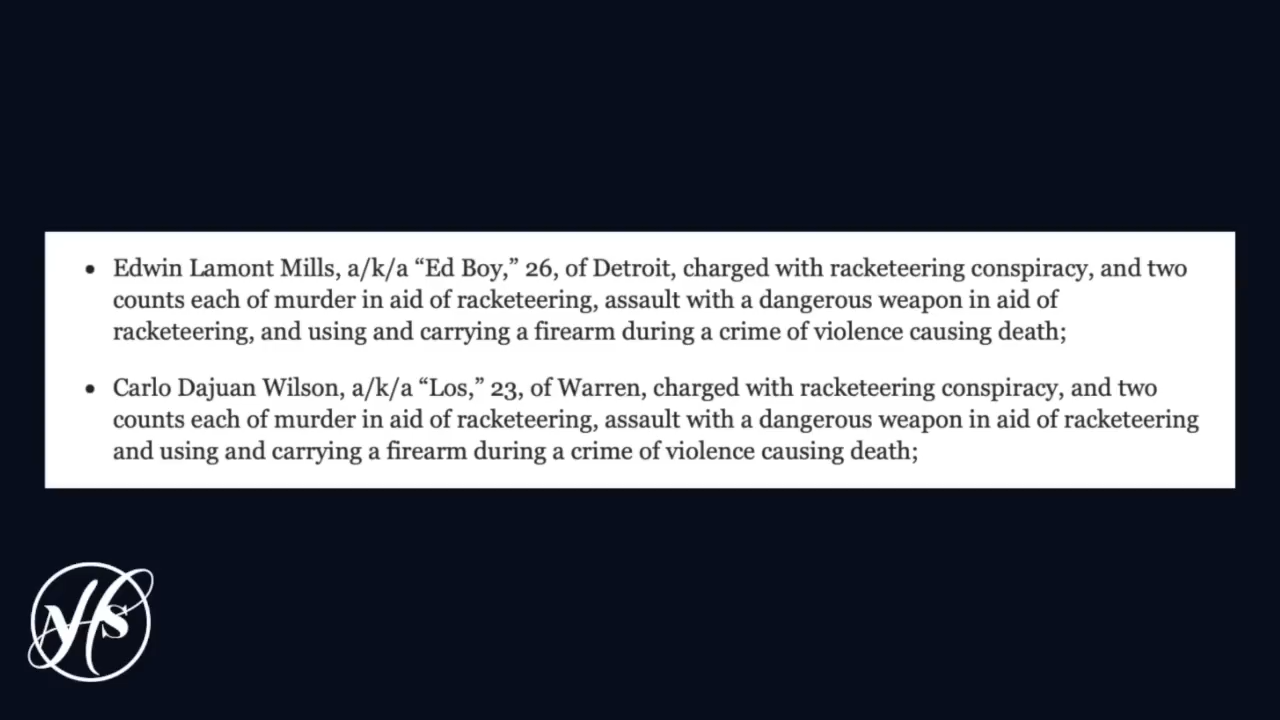 • Edwin Lamont Mills, a/k/a “Ed Boy,” 26, of Detroit, charged with racketeering conspiracy, and two
counts each of murder in aid of racketeering, assault with a dangerous weapon in aid of
racketeering, and using and carrying a firearm during a crime of violence causing death;
• Carlo Dajuan Wilson, a/k/a “Los,” 23, of Warren, charged with racketeering conspiracy, and two
counts each of murder in aid of racketeering, assault with a dangerous weapon in aid of racketeering
and using and carrying a firearm during a crime of violence causing death;